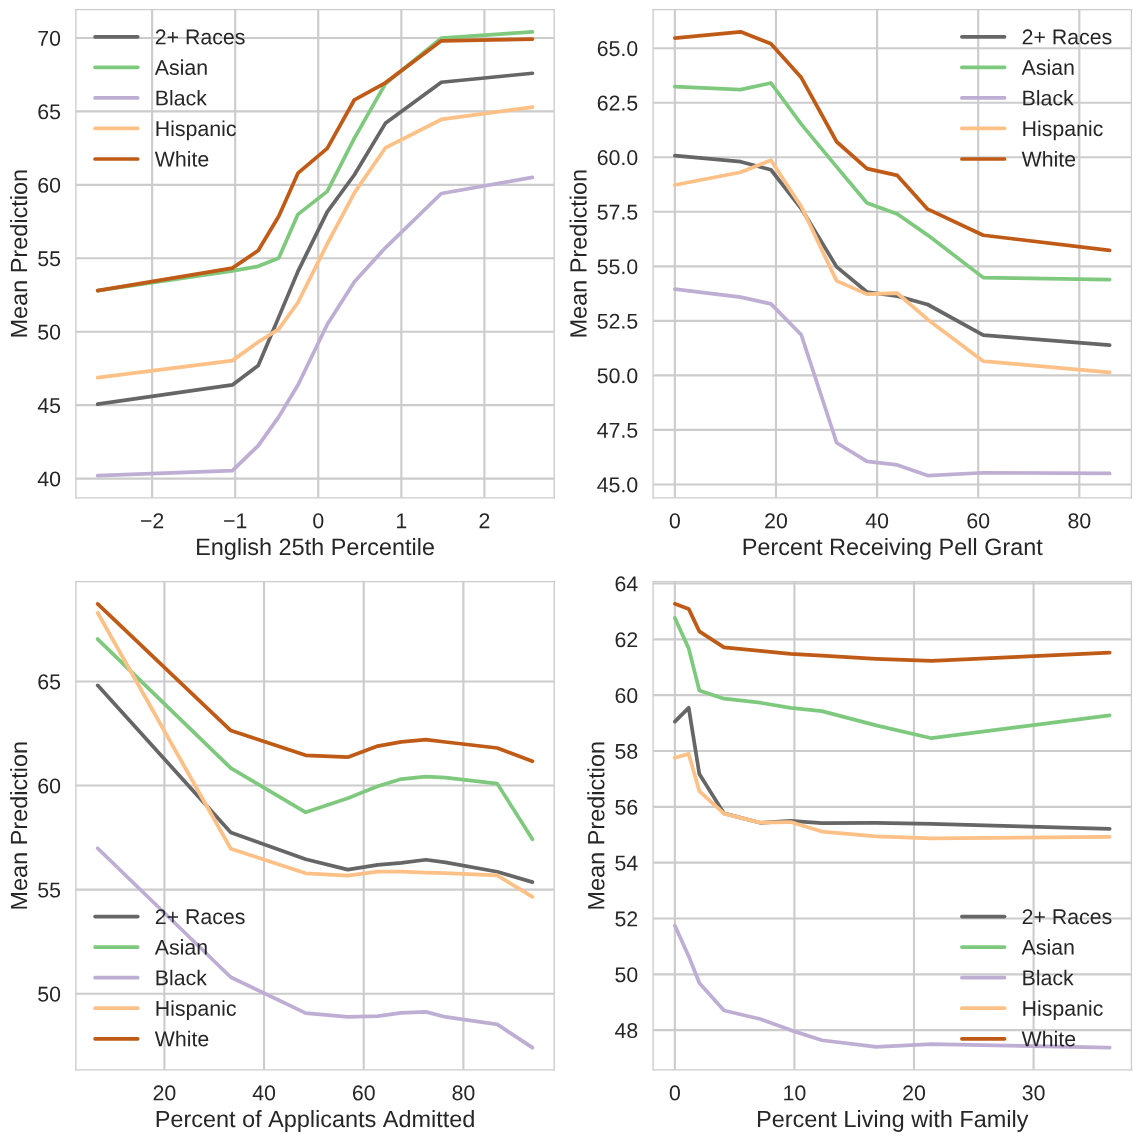 70
65
60
55
50
45
40
Mean Prediction
2+ Races
Asian
Black
Hispanic
White
−2 −1 0 1 2
English 25th Percentile
65.0
62.5
60.0
57.5
55.0
52.5
50.0
47.5
45.0
Mean Prediction
2+ Races
Asian
Black
Hispanic
White
0 20 40 60 80
Percent Receiving Pell Grant
65
60
55
50
Mean Prediction
2+ Races
Asian
Black
Hispanic
White
20 40 60 80
Percent of Applicants Admitted
64
62
60
58
56
54
52
50
48
Mean Prediction
2+ Races
Asian
Black
Hispanic
White
0 10 20 30
Percent Living with Family